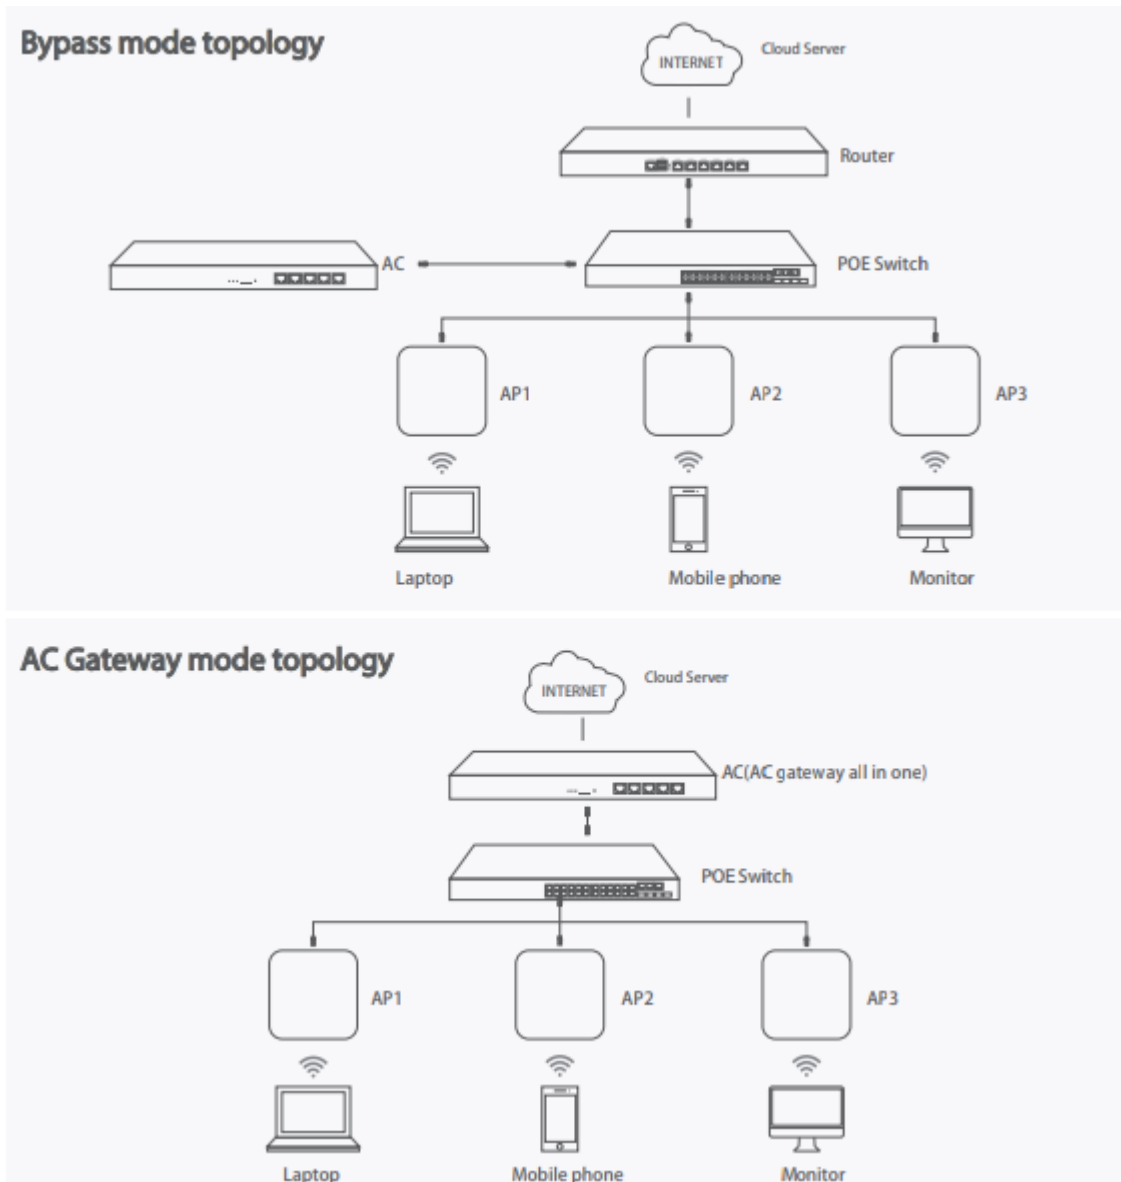 Bypass mode topology
INTERNET
Cloud Server
Router
AC
POE Switch
AP1
AP2
AP3
Laptop
Mobile phone
Monitor
AC Gateway mode topology
INTERNET
Cloud Server
AC(AC gateway all in one)
POE Switch
AP1
AP2
AP3
Laptop
Mobile phone
Monitor